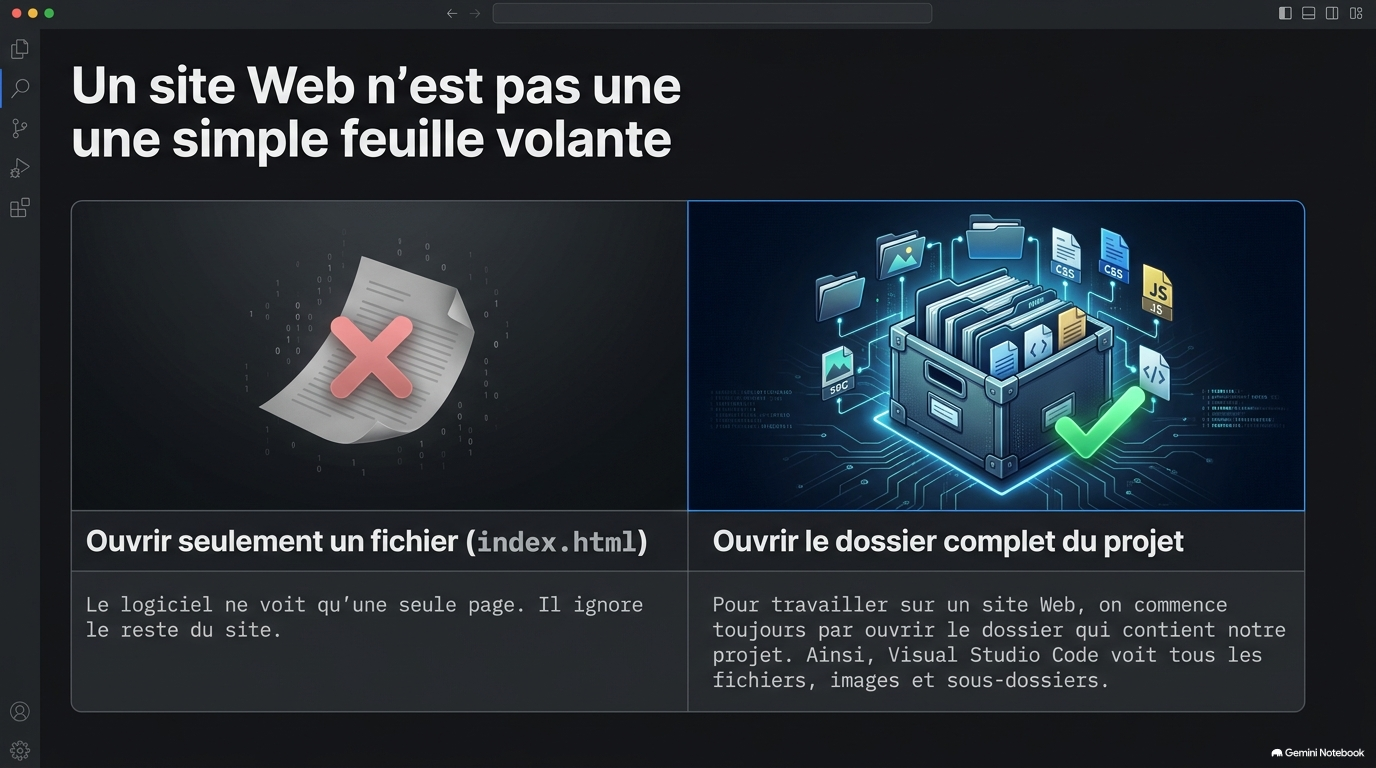 Un site Web n’est pas une
une simple feuille volante
CSS
CSS
JS
.JS
SGC
</>
Ouvrir seulement un fichier (index.html)
Le logiciel ne voit qu’une seule page. Il ignore
le reste du site.
Ouvrir le dossier complet du projet
Pour travailler sur un site Web, on commence
toujours par ouvrir le dossier qui contient notre
projet. Ainsi, Visual Studio Code voit tous les
fichiers, images et sous-dossiers.
Gemini Notebook